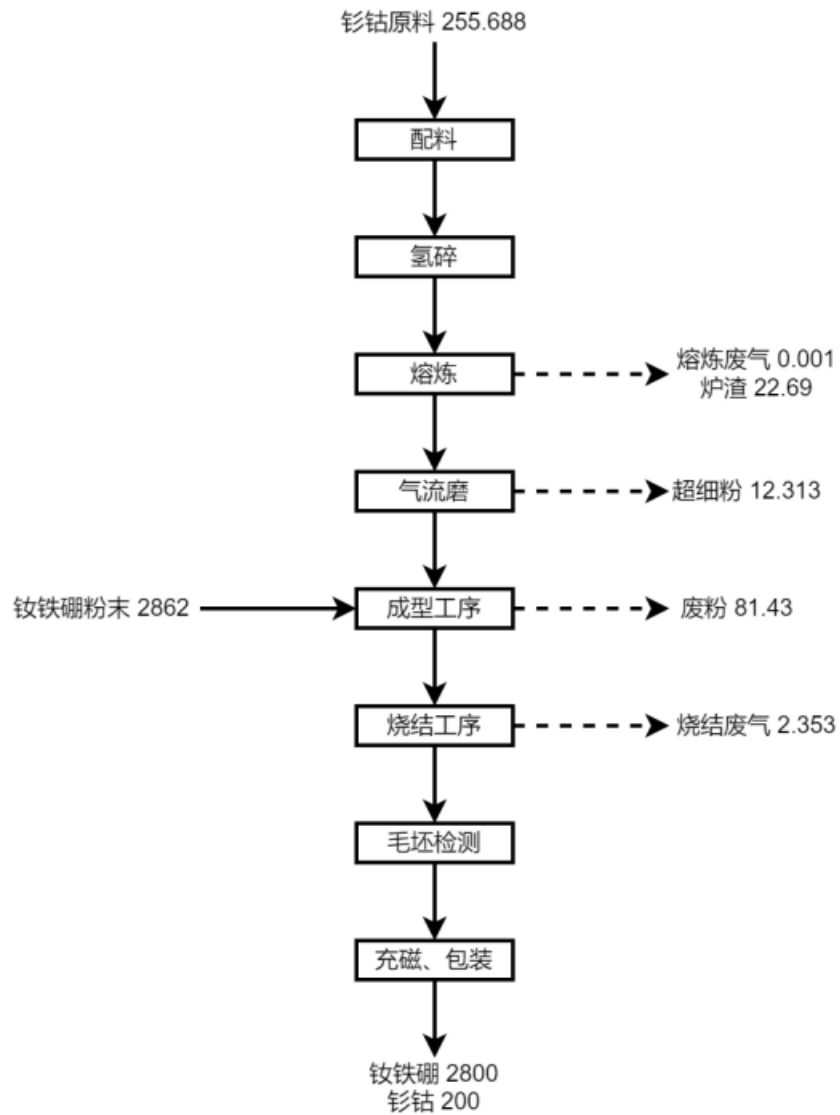 钐钴原料 255.688
配料
氢碎
熔炼
熔炼废气 0.001
炉渣 22.69
气流磨
超细粉 12.313
钕铁硼粉末 2862
成型工序
废粉 81.43
烧结工序
烧结废气 2.353
毛坯检测
充磁、包装
钕铁硼 2800
钐钴 200